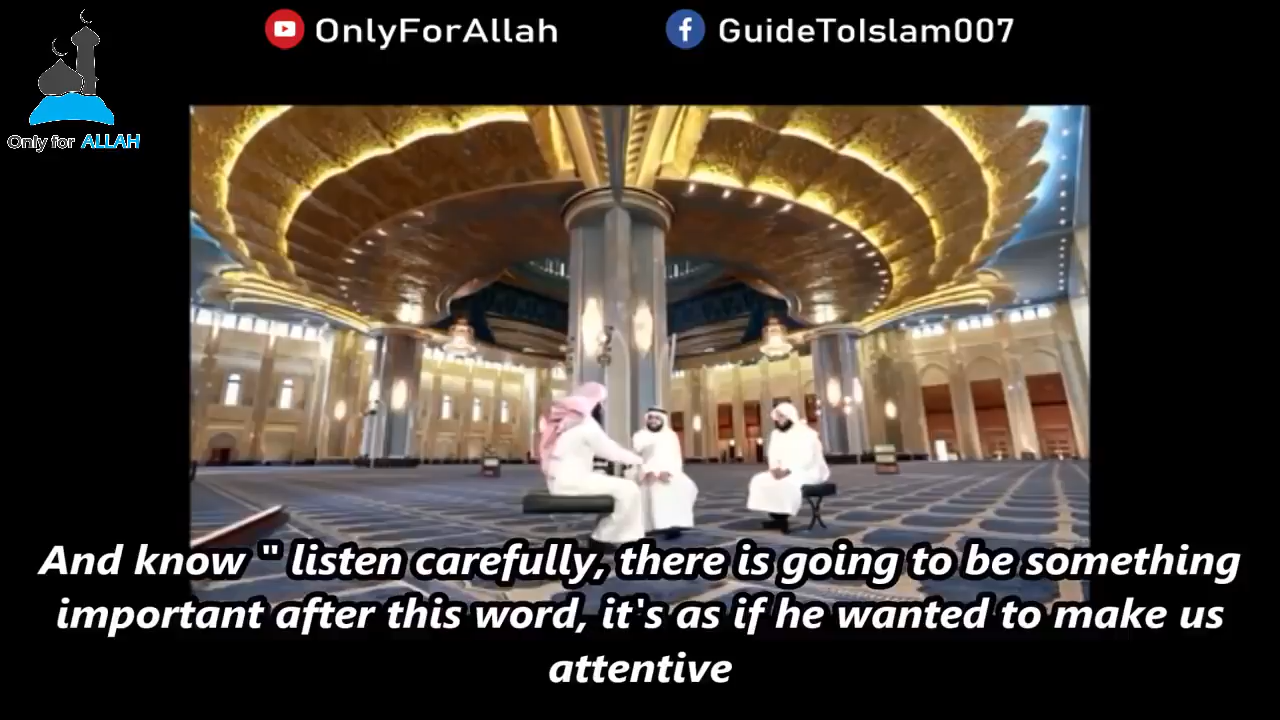 OnlyForAllah
GuideToIslam007
Only for ALLAH
And know " listen carefully, there is going to be something
important after this word, it's as if he wanted to make us
attentive